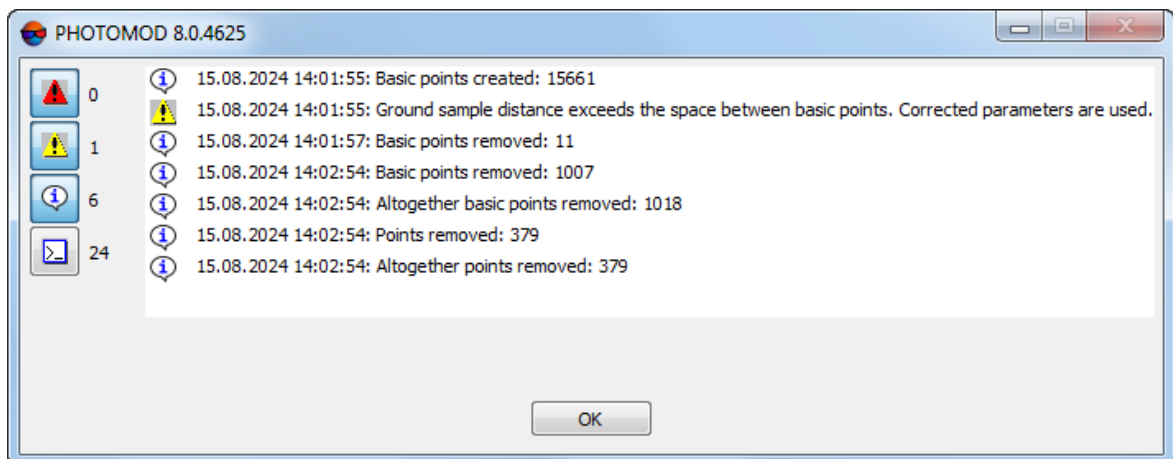 PHOTOMOD 8.0.4625
0
15.08.2024 14:01:55: Basic points created: 15661
1
15.08.2024 14:01:55: Ground sample distance exceeds the space between basic points. Corrected parameters are used.
15.08.2024 14:01:57: Basic points removed: 11
6
15.08.2024 14:02:54: Basic points removed: 1007
15.08.2024 14:02:54: Altogether basic points removed: 1018
24
15.08.2024 14:02:54: Points removed: 379
15.08.2024 14:02:54: Altogether points removed: 379
OK